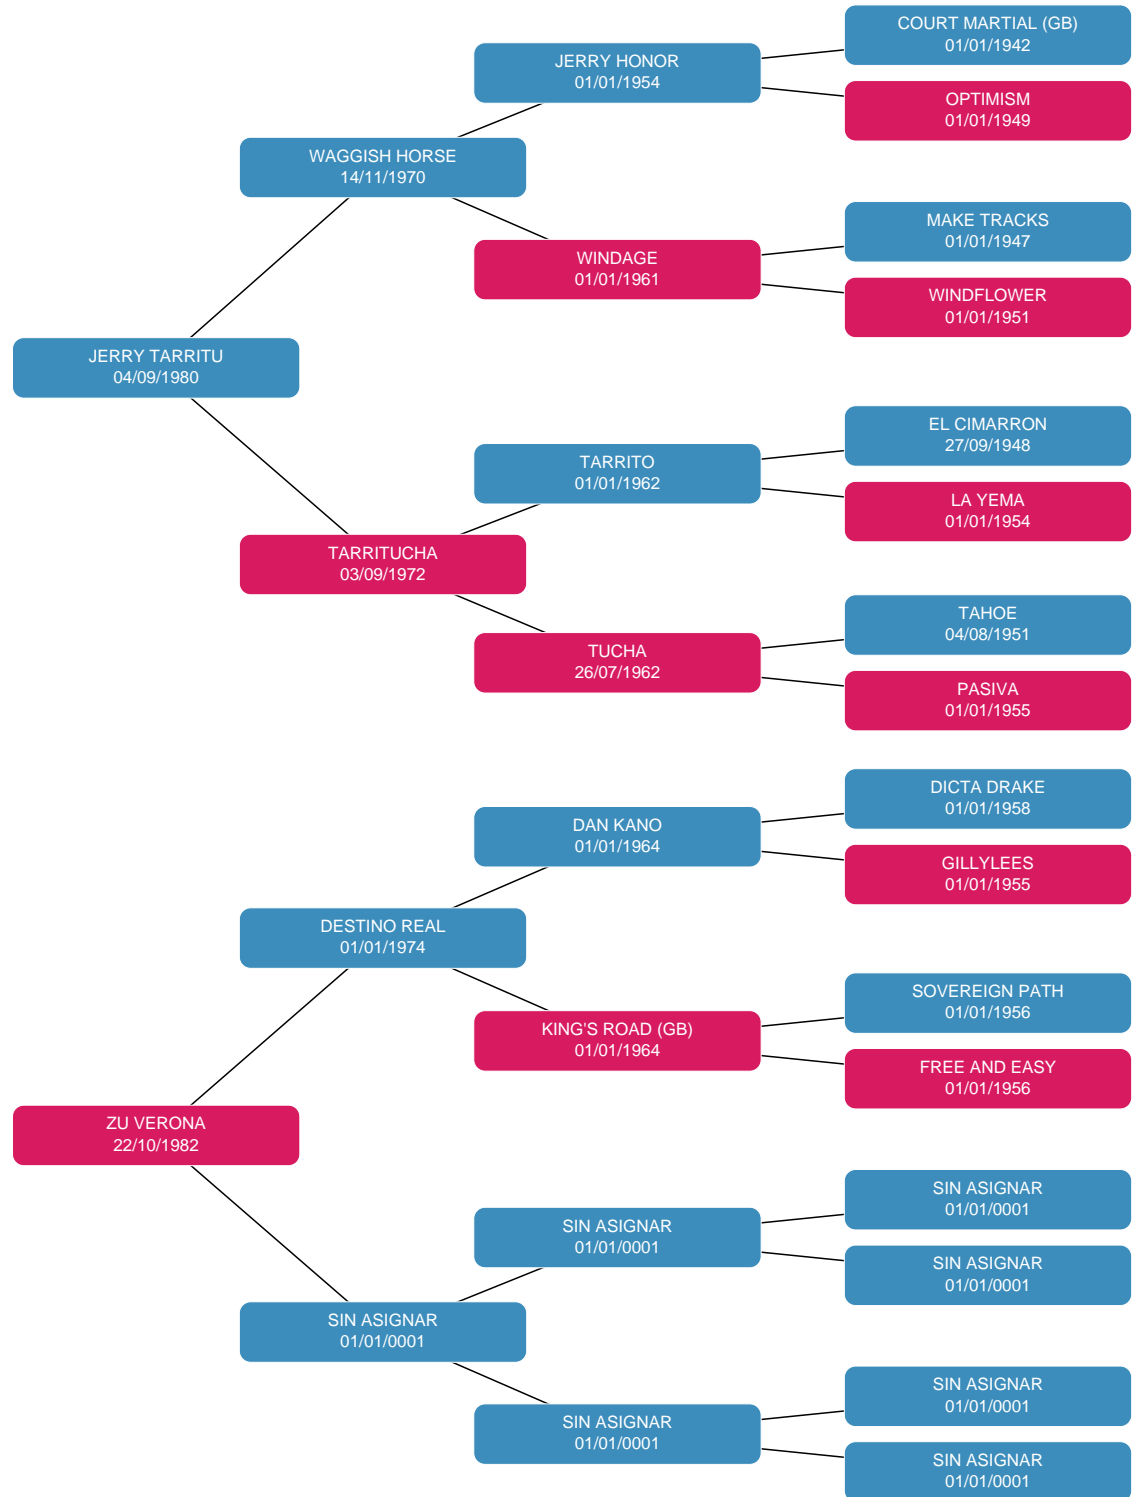 COURT MARTIAL (GB)
01/01/1942
JERRY HONOR
01/01/1954
OPTIMISM
01/01/1949
WAGGISH HORSE
14/11/1970
MAKE TRACKS
01/01/1947
WINDAGE
01/01/1961
WINDFLOWER
01/01/1951
JERRY TARRITU
04/09/1980
EL CIMARRON
27/09/1948
TARRITO
01/01/1962
LA YEMA
01/01/1954
TARRITUCHA
03/09/1972
TAHOE
04/08/1951
TUCHA
26/07/1962
PASIVA
01/01/1955
DICTA DRAKE
01/01/1958
DAN KANO
01/01/1964
GILLYLEES
01/01/1955
DESTINO REAL
01/01/1974
SOVEREIGN PATH
01/01/1956
KING'S ROAD (GB)
01/01/1964
FREE AND EASY
01/01/1956
ZU VERONA
22/10/1982
SIN ASIGNAR
01/01/0001
SIN ASIGNAR
01/01/0001
SIN ASIGNAR
01/01/0001
SIN ASIGNAR
01/01/0001
SIN ASIGNAR
01/01/0001
SIN ASIGNAR
01/01/0001
SIN ASIGNAR
01/01/0001